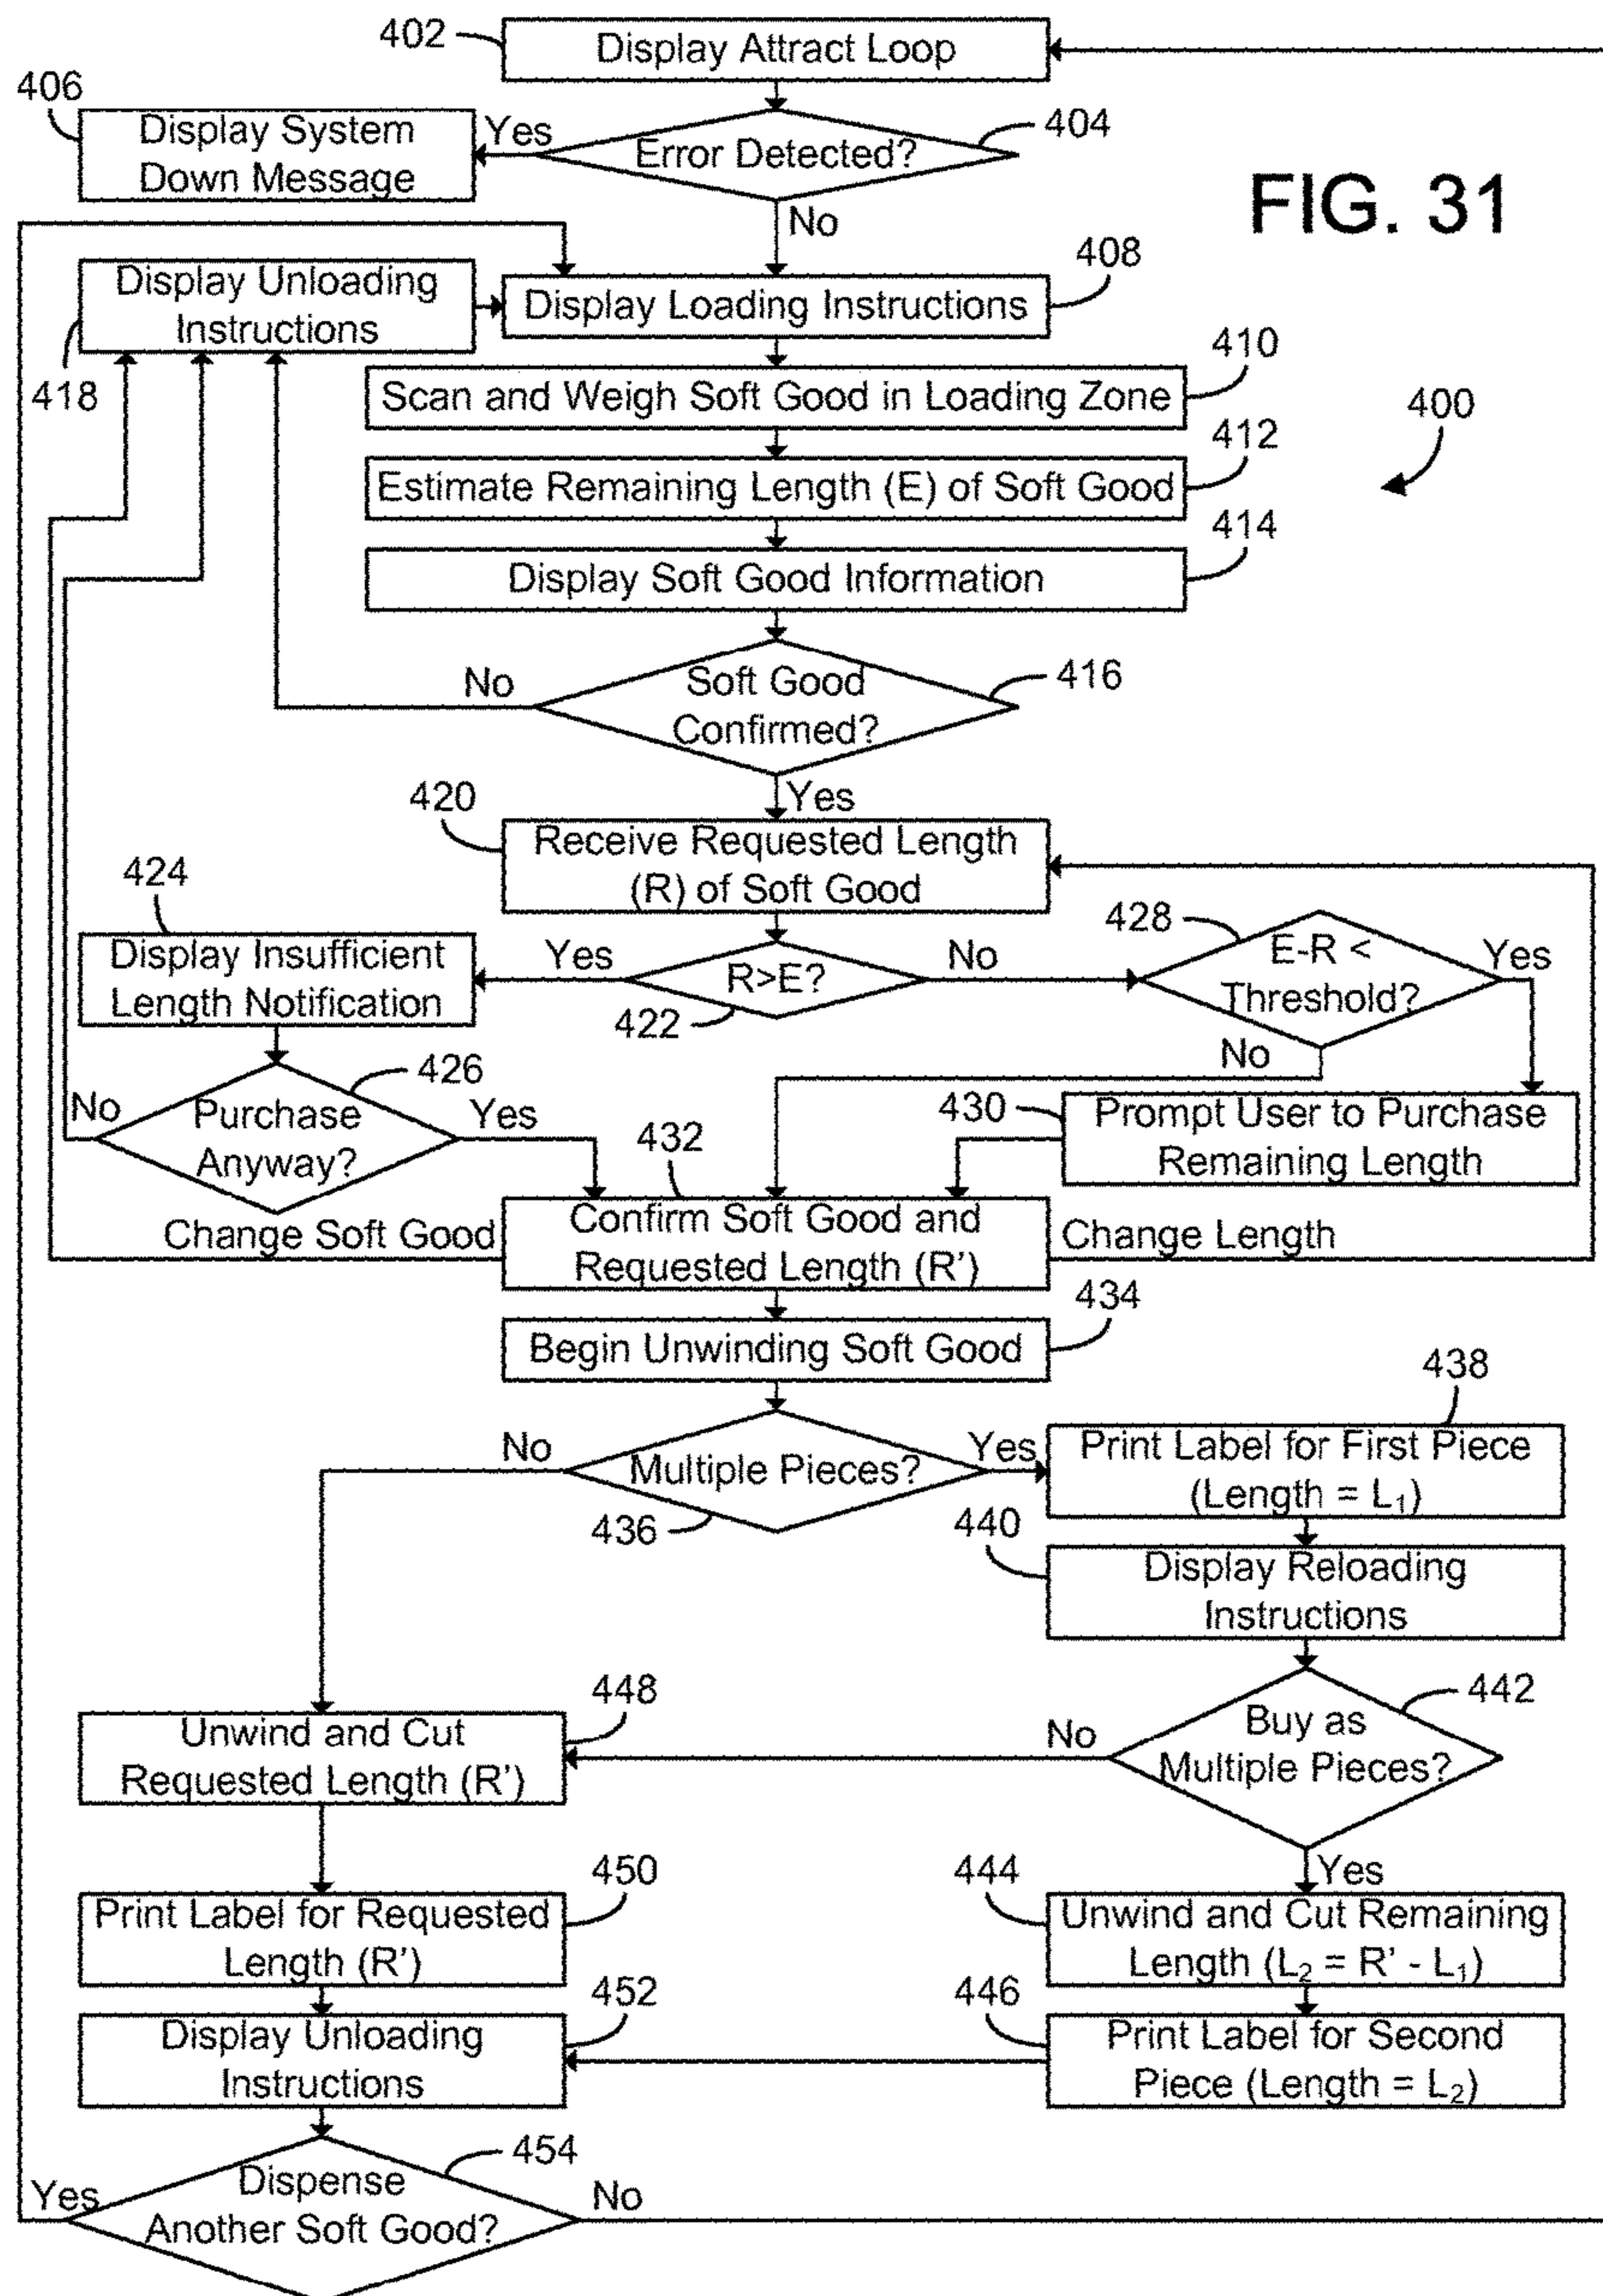 402
Display Attract Loop
406
Display System
Down Message
Yes
Error Detected?
404
FIG. 31
No
Display Unloading
Instructions
418
Display Loading Instructions
408
Scan and Weigh Soft Good in Loading Zone
410
400
Estimate Remaining Length (E) of Soft Good
412
Display Soft Good Information
414
No
Soft Good
Confirmed?
416
Yes
420
Receive Requested Length
(R) of Soft Good
424
Display Insufficient
Length Notification
Yes
R>E?
422
No
428
E-R <
Threshold?
Yes
No
426
No
Purchase
Anyway?
Yes
430
Prompt User to Purchase
Remaining Length
432
Change Soft Good
Confirm Soft Good and
Requested Length (R')
Change Length
434
Begin Unwinding Soft Good
No
Multiple Pieces?
436
Yes
438
Print Label for First Piece
(Length = L₁)
440
Display Reloading
Instructions
442
Buy as
Multiple Pieces?
No
448
Unwind and Cut
Requested Length (R')
Yes
450
Print Label for Requested
Length (R')
444
Unwind and Cut Remaining
Length (L₂ = R' - L₁)
452
Display Unloading
Instructions
446
Print Label for Second
Piece (Length = L₂)
454
Yes
Dispense
Another Soft Good?
No